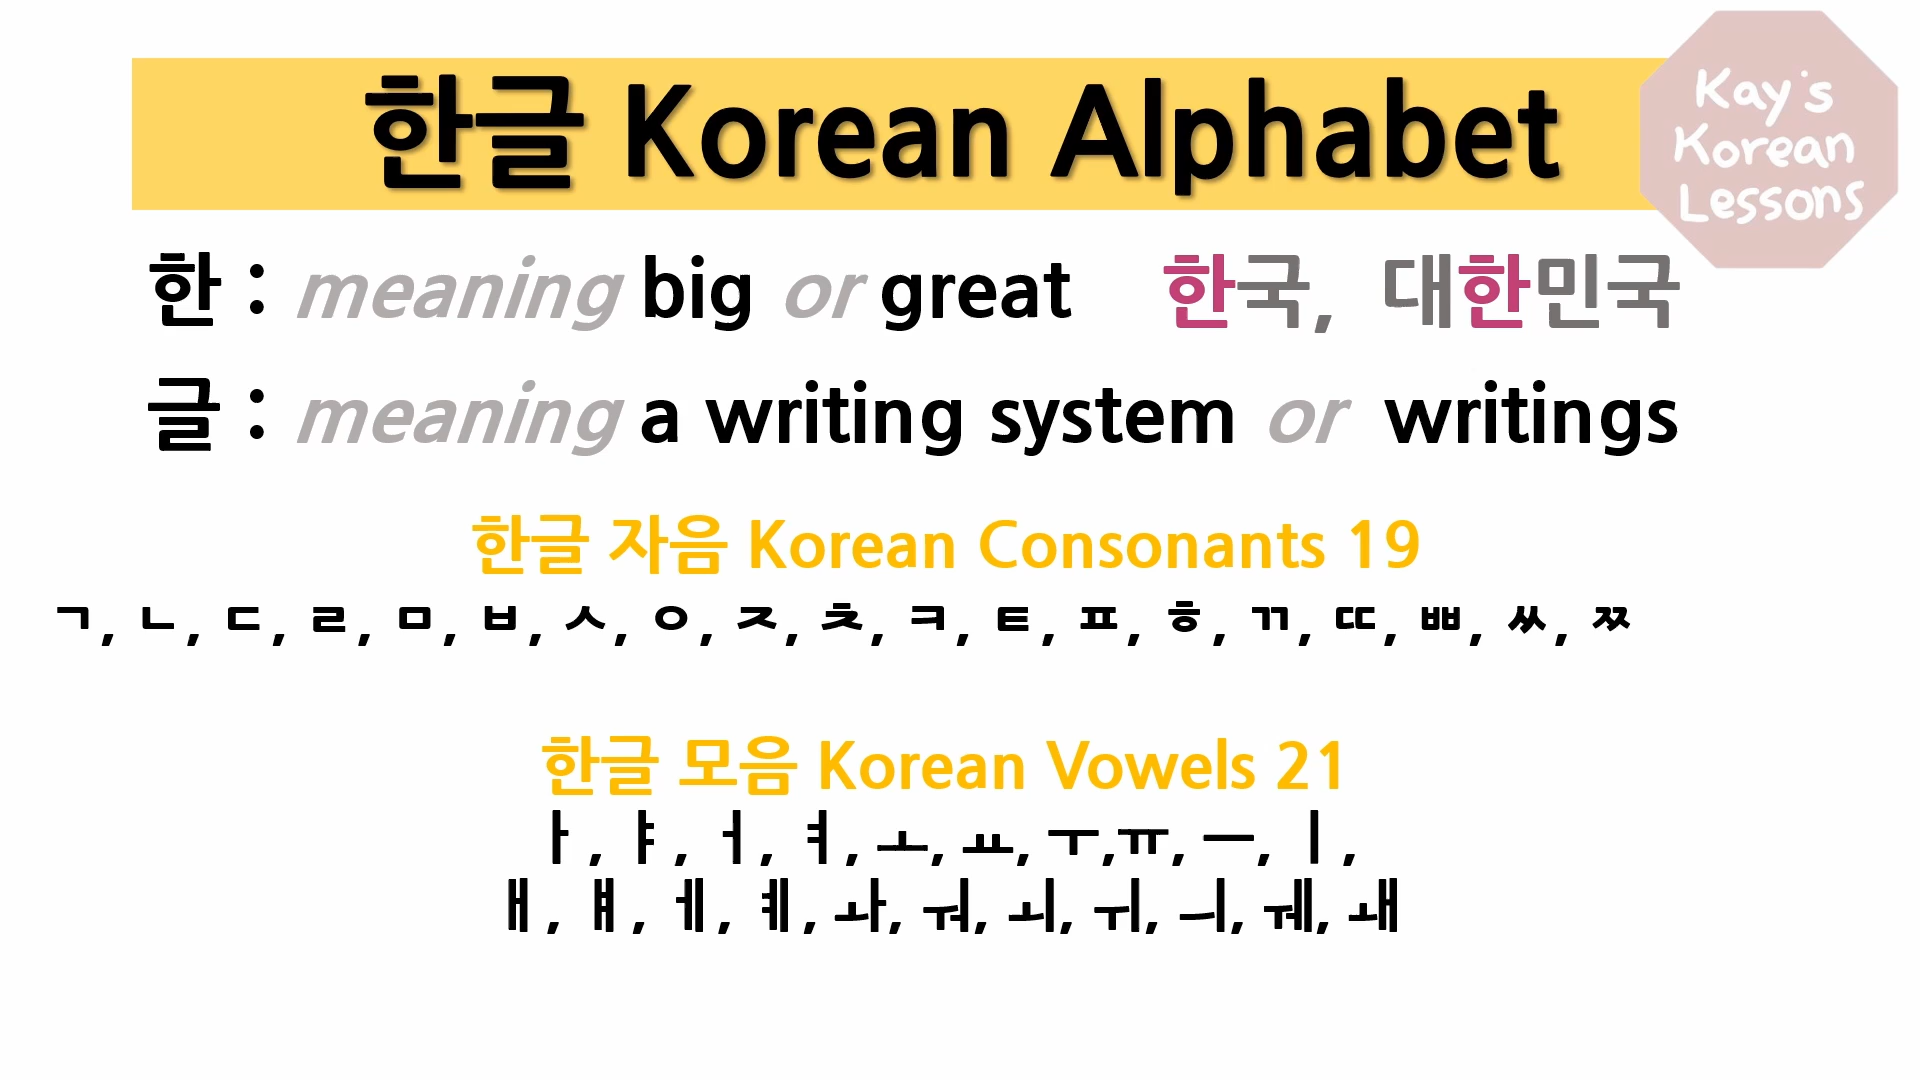 한글 Korean Alphabet
Kay's
Korean
Lessons
한 : meaning big or great 한국, 대한민국
글 : meaning a writing system or writings
한글 자음 Korean Consonants 19
ㄱ, ㄴ, ㄷ, ㄹ, ㅁ, ㅂ, ㅅ, ㅇ, ㅈ, ㅊ, ㅋ, ㅌ, ㅍ, ㅎ, ㄲ, ㄸ, ㅃ, ㅆ, ㅉ
한글 모음 Korean Vowels 21
ㅏ, ㅑ, ㅓ, ㅕ, ㅗ, ㅛ, ㅜ,ㅠ, ㅡ, ㅣ,
ㅐ, ㅒ, ㅔ, ㅖ, ㅘ, ㅝ, ㅚ, ㅟ, ㅢ, ㅞ, ㅙ